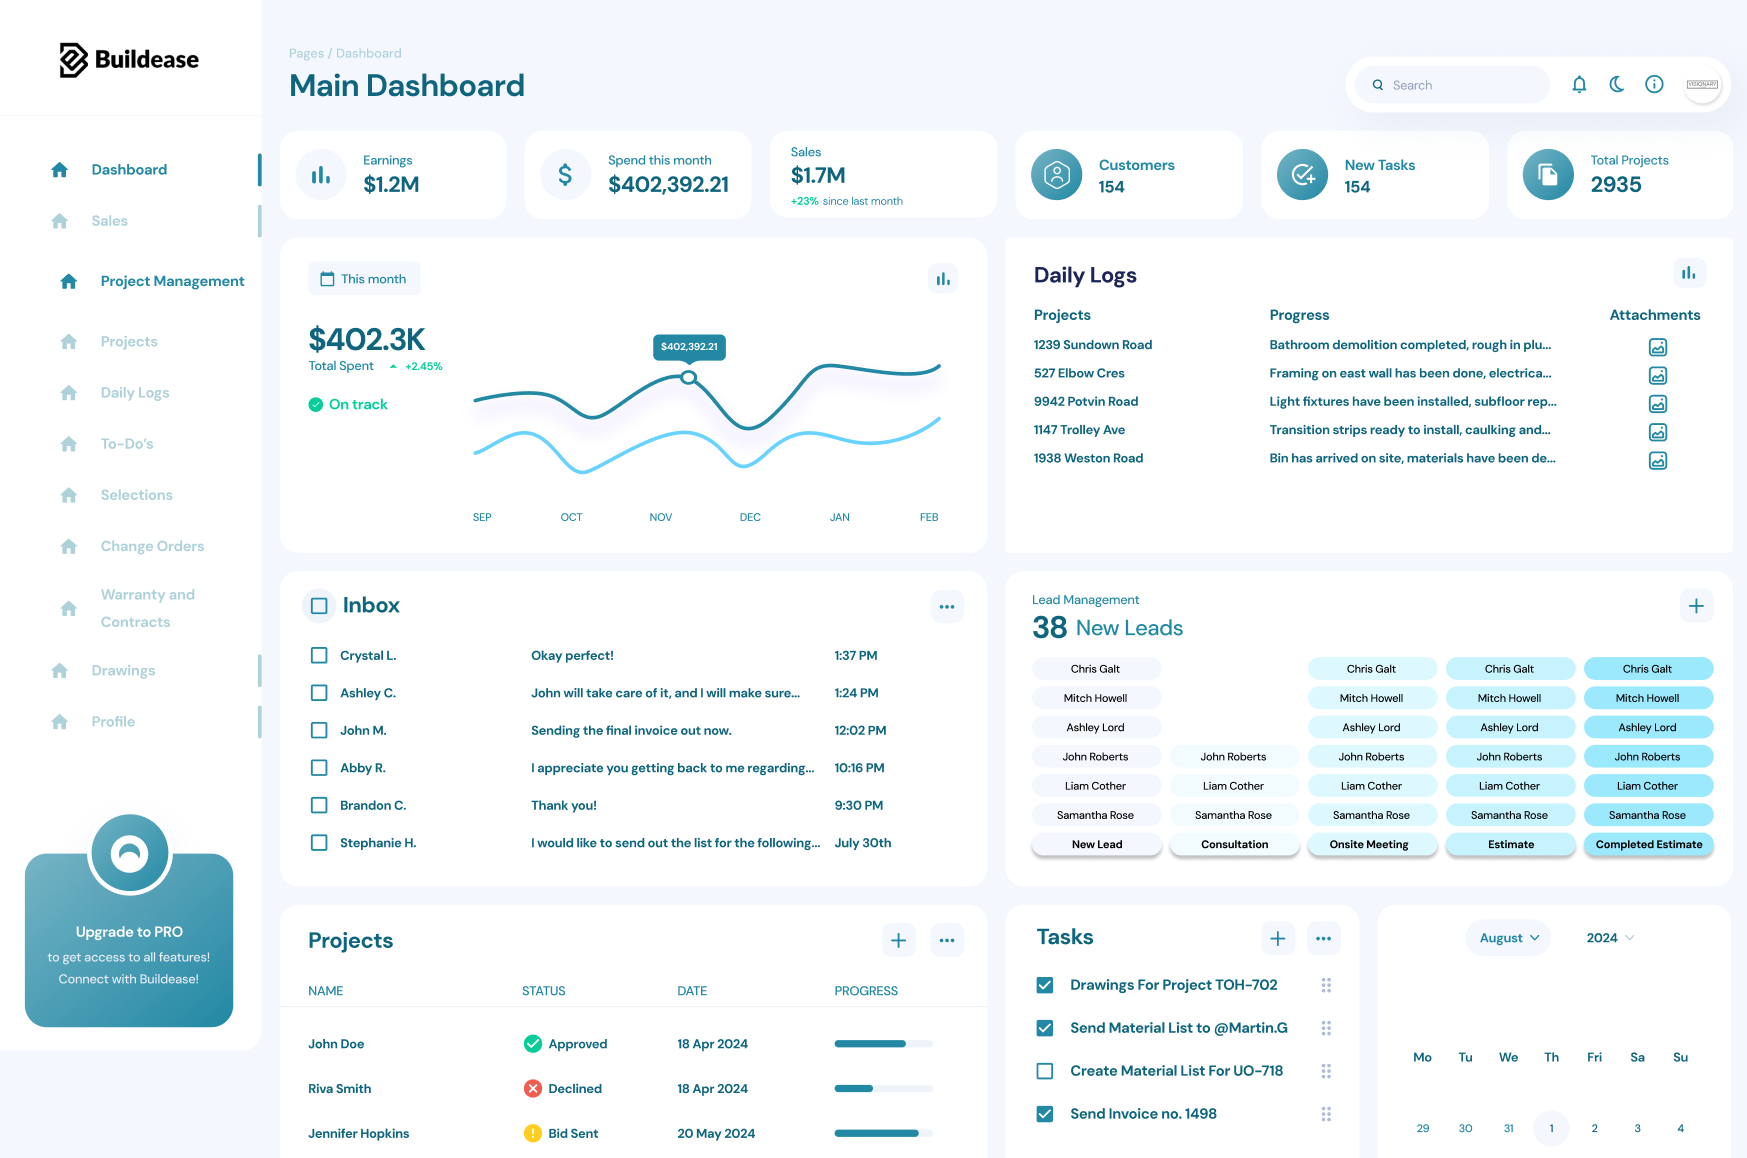 Buildease
Pages / Dashboard
Main Dashboard
Search
VISIONARY
Dashboard
Sales
Project Management
Projects
Daily Logs
To-Do's
Selections
Change Orders
Warranty and
Contracts
Drawings
Profile
Upgrade to PRO
to get access to all features!
Connect with Buildease!
Earnings
$1.2M
Spend this month
$402,392.21
Sales
$1.7M
+23% since last month
Customers
154
New Tasks
154
Total Projects
2935
This month
$402.3K
Total Spent +2.45%
On track
$402,392.21
SEP OCT NOV DEC JAN FEB
Daily Logs
Projects Progress Attachments
1239 Sundown Road Bathroom demolition completed, rough in plu...
527 Elbow Cres Framing on east wall has been done, electrica...
9942 Potvin Road Light fixtures have been installed, subfloor rep...
1147 Trolley Ave Transition strips ready to install, caulking and...
1938 Weston Road Bin has arrived on site, materials have been de...
Inbox
Crystal L. Okay perfect! 1:37 PM
Ashley C. John will take care of it, and I will make sure... 1:24 PM
John M. Sending the final invoice out now. 12:02 PM
Abby R. I appreciate you getting back to me regarding... 10:16 PM
Brandon C. Thank you! 9:30 PM
Stephanie H. I would like to send out the list for the following... July 30th
Lead Management
38 New Leads
Chris Galt Chris Galt Chris Galt Chris Galt
Mitch Howell Mitch Howell Mitch Howell Mitch Howell
Ashley Lord Ashley Lord Ashley Lord Ashley Lord
John Roberts John Roberts John Roberts John Roberts John Roberts
Liam Cother Liam Cother Liam Cother Liam Cother Liam Cother
Samantha Rose Samantha Rose Samantha Rose Samantha Rose Samantha Rose
New Lead Consultation Onsite Meeting Estimate Completed Estimate
Projects
NAME STATUS DATE PROGRESS
John Doe Approved 18 Apr 2024
Riva Smith Declined 18 Apr 2024
Jennifer Hopkins Bid Sent 20 May 2024
Tasks
Drawings For Project TOH-702
Send Material List to @Martin.G
Create Material List For UO-718
Send Invoice no. 1498
August 2024
Mo Tu We Th Fri Sa Su
29 30 31 1 2 3 4